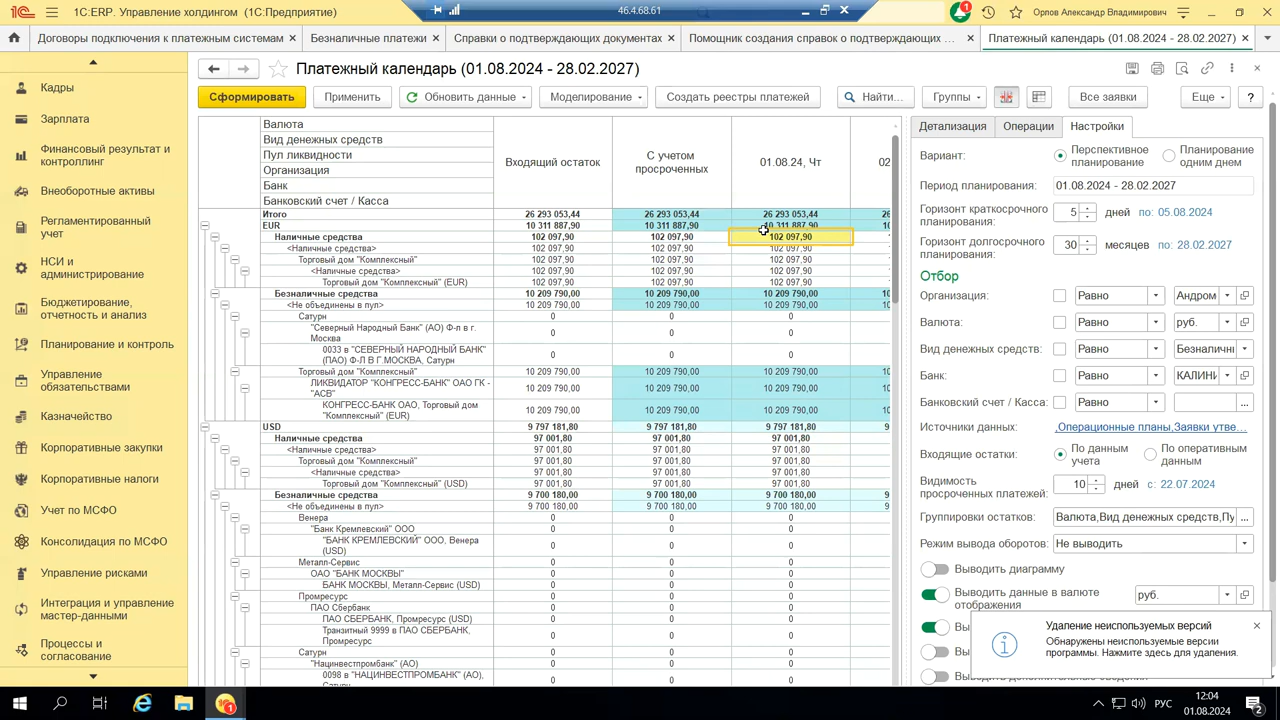 1С:ERP. Управление холдингом (1С:Предприятие)
46.4.68.61
Орлов Александр Владимирович
Договоры подключения к платежным системам ×
Безналичные платежи ×
Справки о подтверждающих документах ×
Помощник создания справок о подтверждающих ... ×
Платежный календарь (01.08.2024 - 28.02.2027) ×
Кадры
Зарплата
Финансовый результат и контроллинг
Внеоборотные активы
Регламентированный учет
НСИ и администрирование
Бюджетирование, отчетность и анализ
Планирование и контроль
Управление обязательствами
Казначейство
Корпоративные закупки
Корпоративные налоги
Учет по МСФО
Консолидация по МСФО
Управление рисками
Интеграция и управление мастер-данными
Процессы и согласование
Платежный календарь (01.08.2024 - 28.02.2027)
Сформировать
Применить
Обновить данные
Моделирование
Создать реестры платежей
Найти...
Группы
Все заявки
Еще
?
Валюта
Вид денежных средств
Пул ликвидности
Организация
Банк
Банковский счет / Касса
Входящий остаток
С учетом просроченных
01.08.24, Чт
02
Итого 26 293 053,44 26 293 053,44 26 293 053,44 26
EUR 10 311 887,90 10 311 887,90 10 311 887,90 10
Наличные средства 102 097,90 102 097,90 102 097,90
<Наличные средства> 102 097,90 102 097,90 102 097,90
Торговый дом "Комплексный" 102 097,90 102 097,90 102 097,90
<Наличные средства> 102 097,90 102 097,90 102 097,90
Торговый дом "Комплексный" (EUR) 102 097,90 102 097,90 102 097,90
Безналичные средства 10 209 790,00 10 209 790,00 10 209 790,00 10
<Не объединены в пул> 10 209 790,00 10 209 790,00 10 209 790,00 10
Сатурн 0 0 0
"Северный Народный Банк" (АО) Ф-л в г. Москва 0 0 0
0033 в "СЕВЕРНЫЙ НАРОДНЫЙ БАНК" (ПАО) Ф-Л В Г.МОСКВА, Сатурн 0 0 0
Торговый дом "Комплексный" 10 209 790,00 10 209 790,00 10 209 790,00 10
ЛИКВИДАТОР "КОНГРЕСС-БАНК" ОАО ГК - "АСВ" 10 209 790,00 10 209 790,00 10 209 790,00 10
КОНГРЕСС-БАНК ОАО, Торговый дом "Комплексный" (EUR) 10 209 790,00 10 209 790,00 10 209 790,00 10
USD 9 797 181,80 9 797 181,80 9 797 181,80 9
Наличные средства 97 001,80 97 001,80 97 001,80
<Наличные средства> 97 001,80 97 001,80 97 001,80
Торговый дом "Комплексный" 97 001,80 97 001,80 97 001,80
<Наличные средства> 97 001,80 97 001,80 97 001,80
Торговый дом "Комплексный" (USD) 97 001,80 97 001,80 97 001,80
Безналичные средства 9 700 180,00 9 700 180,00 9 700 180,00 9
<Не объединены в пул> 9 700 180,00 9 700 180,00 9 700 180,00 9
Венера 0 0 0
"Банк Кремлевский" ООО 0 0 0
"БАНК КРЕМЛЕВСКИЙ" ООО, Венера (USD) 0 0 0
Металл-Сервис 0 0 0
ОАО "БАНК МОСКВЫ" 0 0 0
БАНК МОСКВЫ, Металл-Сервис (USD) 0 0 0
Промресурс 0 0 0
ПАО Сбербанк 0 0 0
ПАО СБЕРБАНК, Промресурс (USD) 0 0 0
Транзитный 9999 в ПАО СБЕРБАНК, Промресурс 0 0 0
Сатурн 0 0 0
"Нацинвестпромбанк" (АО) 0 0 0
0098 в "НАЦИНВЕСТПРОМБАНК" (АО), Сатурн 0 0 0
Детализация
Операции
Настройки
Вариант: Перспективное планирование Планирование одним днем
Период планирования: 01.08.2024 - 28.02.2027
Горизонт краткосрочного планирования: 5 дней по: 05.08.2024
Горизонт долгосрочного планирования: 30 месяцев по: 28.02.2027
Отбор
Организация: Равно Андром
Валюта: Равно руб.
Вид денежных средств: Равно Безналичн
Банк: Равно КАЛИНИ
Банковский счет / Касса: Равно ...
Источники данных: ,Операционные планы,Заявки утве...
Входящие остатки: По данным учета По оперативным данным
Видимость просроченных платежей: 10 дней с: 22.07.2024
Группировки остатков: Валюта,Вид денежных средств,Пу ...
Режим вывода оборотов: Не выводить
Выводить диаграмму
Выводить данные в валюте отображения руб.
Вы
Удаление неиспользуемых версий
Обнаружены неиспользуемые версии программы. Нажмите здесь для удаления.
РУС
12:04
01.08.2024
2